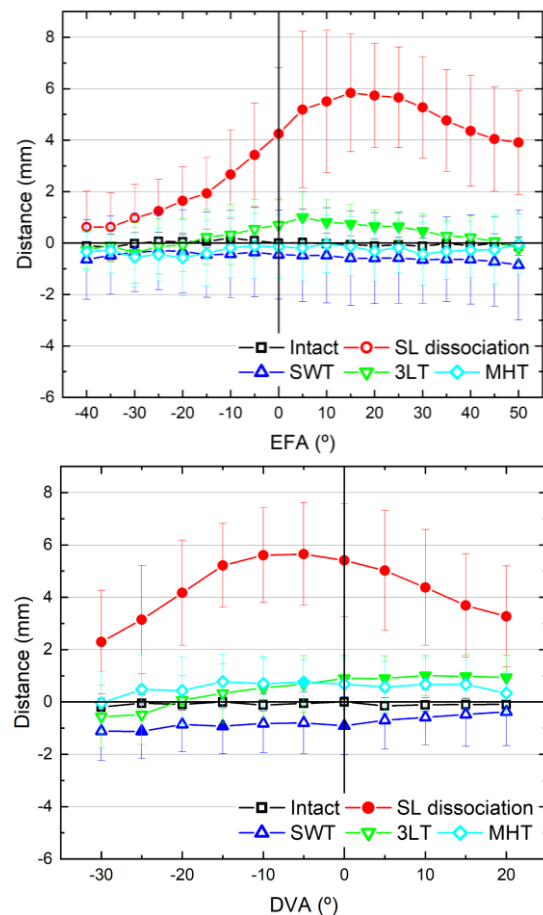 8
6
4
2
0
-2
-4
-6
Distance (mm)
Intact SL dissociation
SWT 3LT MHT
-40 -30 -20 -10 0 10 20 30 40 50
EFA (º)
8
6
4
2
0
-2
-4
-6
Distance (mm)
Intact SL dissociation
SWT 3LT MHT
-30 -20 -10 0 10 20
DVA (º)